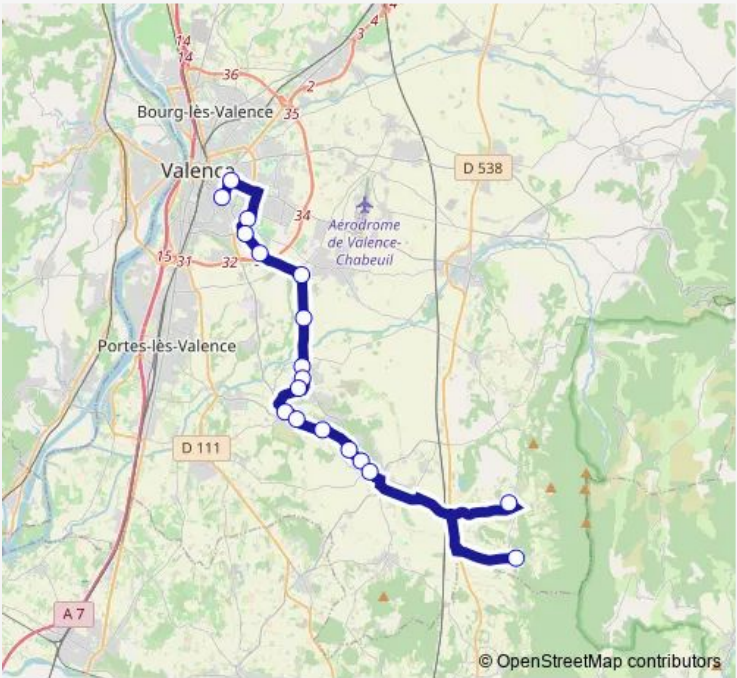 3 4
4
14
14
36
2
Bourg-lès-Valence
35
Valence
D 538
34
Aérodrome
de Valence-
Chabeuil
15 31
32
Portes-lès-Valence
D 111
A 7
© OpenStreetMap contributors